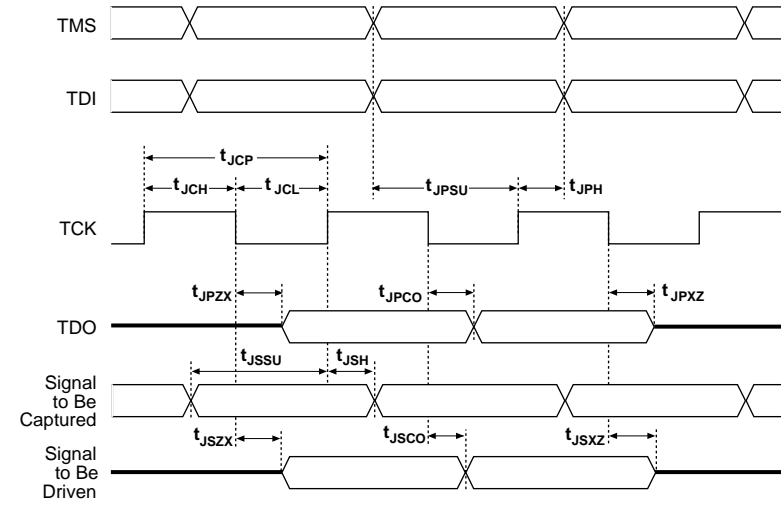 TMS
TDI
tJCP
tJCH
tJCL
tJPSU
tJPH
TCK
tJPZX
tJPCO
tJPXZ
TDO
tJSSU
tJSH
Signal
to Be
Captured
tJSZX
tJSCO
tJSXZ
Signal
to Be
Driven